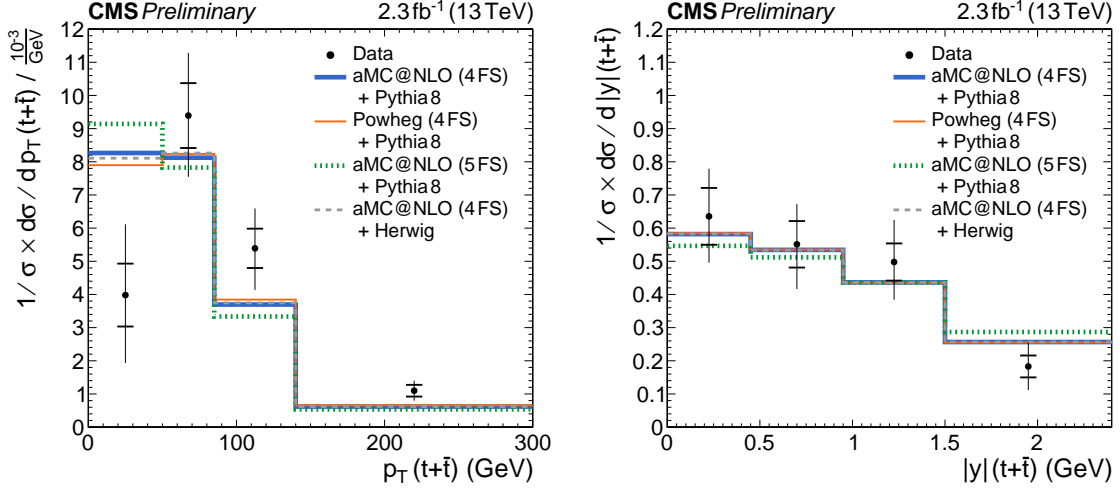 CMS Preliminary 2.3 fb⁻¹ (13 TeV)
1/ σ × dσ / d p_T (t+t̄) / 10⁻³/GeV
12
11
10
9
8
7
6
5
4
3
2
1
0
Data
aMC@NLO (4FS)
+ Pythia 8
Powheg (4FS)
+ Pythia 8
aMC@NLO (5FS)
+ Pythia 8
aMC@NLO (4FS)
+ Herwig
0 100 200 300
p_T (t+t̄) (GeV)
CMS Preliminary 2.3 fb⁻¹ (13 TeV)
1/ σ × dσ / d |y| (t+t̄)
1.2
1.1
1
0.9
0.8
0.7
0.6
0.5
0.4
0.3
0.2
0.1
0
Data
aMC@NLO (4FS)
+ Pythia 8
Powheg (4FS)
+ Pythia 8
aMC@NLO (5FS)
+ Pythia 8
aMC@NLO (4FS)
+ Herwig
0 0.5 1 1.5 2
|y| (t+t̄) (GeV)